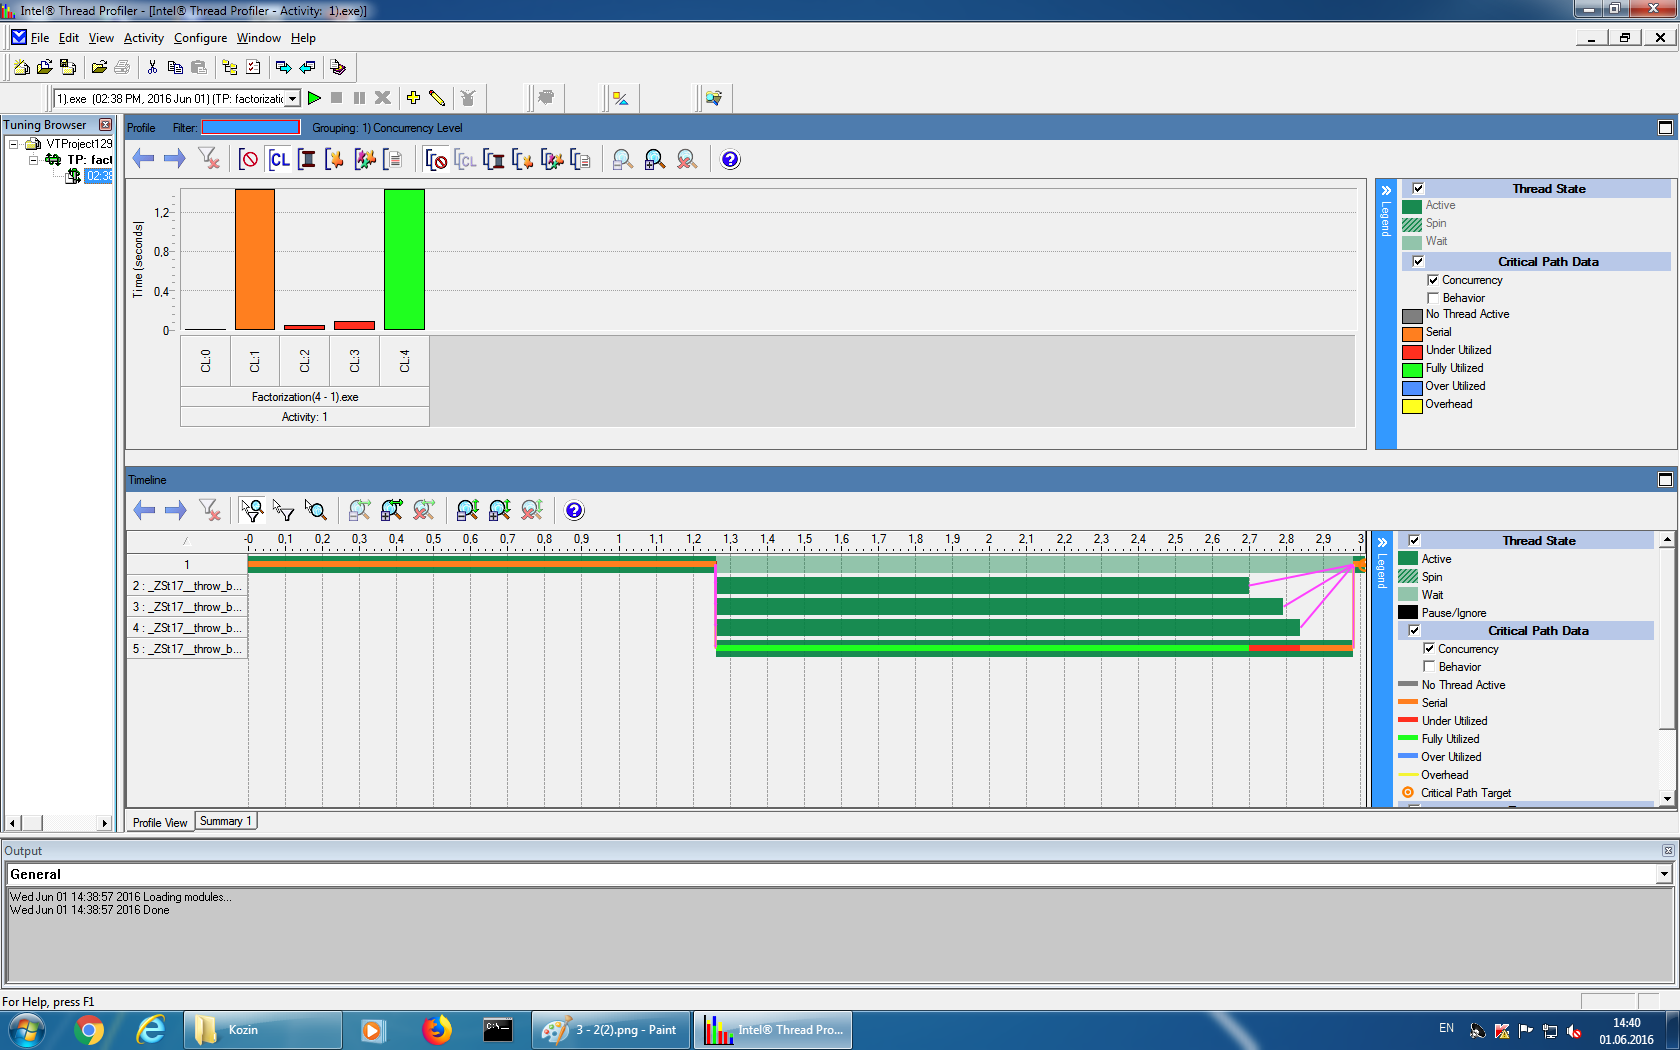 Intel® Thread Profiler - [Intel® Thread Profiler - Activity: 1).exe)]
File Edit View Activity Configure Window Help
1).exe (02:38 PM, 2016 Jun 01) (TP: factorizatic
Tuning Browser
VTProject129
TP: fact
02:38
Profile Filter: Grouping: 1) Concurrency Level
CL CL
Time (seconds)
1,2
0,8
0,4
0
CL:0 CL:1 CL:2 CL:3 CL:4
Factorization(4 - 1).exe
Activity: 1
Legend
Thread State
Active
Spin
Wait
Critical Path Data
Concurrency
Behavior
No Thread Active
Serial
Under Utilized
Fully Utilized
Over Utilized
Overhead
Timeline
-0 0,1 0,2 0,3 0,4 0,5 0,6 0,7 0,8 0,9 1 1,1 1,2 1,3 1,4 1,5 1,6 1,7 1,8 1,9 2 2,1 2,2 2,3 2,4 2,5 2,6 2,7 2,8 2,9 3
1
2 : _ZSt17__throw_b...
3 : _ZSt17__throw_b...
4 : _ZSt17__throw_b...
5 : _ZSt17__throw_b...
Legend
Thread State
Active
Spin
Wait
Pause/Ignore
Critical Path Data
Concurrency
Behavior
No Thread Active
Serial
Under Utilized
Fully Utilized
Over Utilized
Overhead
Critical Path Target
Profile View Summary 1
Output
General
Wed Jun 01 14:38:57 2016 Loading modules...
Wed Jun 01 14:38:57 2016 Done
For Help, press F1
Kozin
3 - 2(2).png - Paint
Intel® Thread Pro...
EN
14:40
01.06.2016